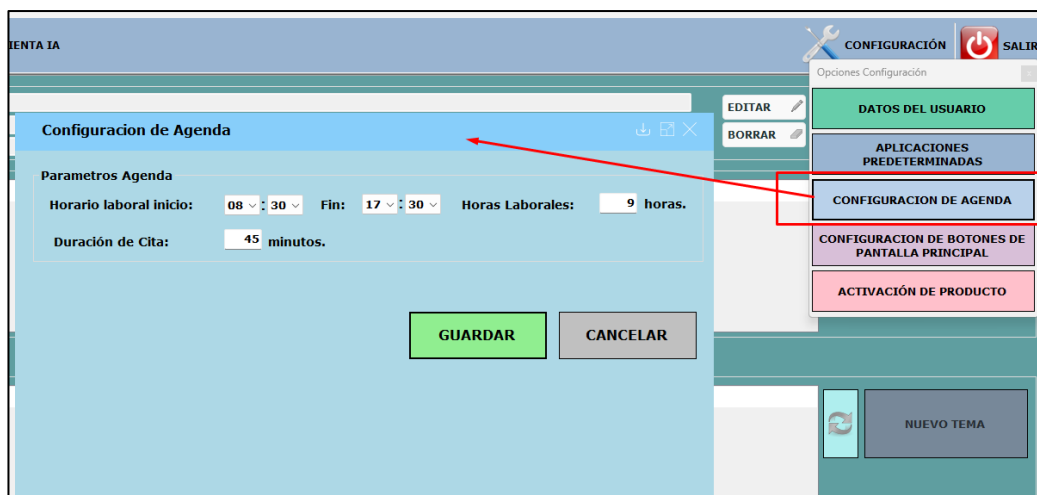 IENTA IA
CONFIGURACIÓN
SALIR
Opciones Configuración
x
EDITAR
DATOS DEL USUARIO
BORRAR
Configuracion de Agenda
APLICACIONES
PREDETERMINADAS
Parametros Agenda
Horario laboral inicio: 08 : 30 Fin: 17 : 30 Horas Laborales: 9 horas.
CONFIGURACION DE AGENDA
Duración de Cita: 45 minutos.
CONFIGURACION DE BOTONES DE
PANTALLA PRINCIPAL
ACTIVACIÓN DE PRODUCTO
GUARDAR
CANCELAR
NUEVO TEMA